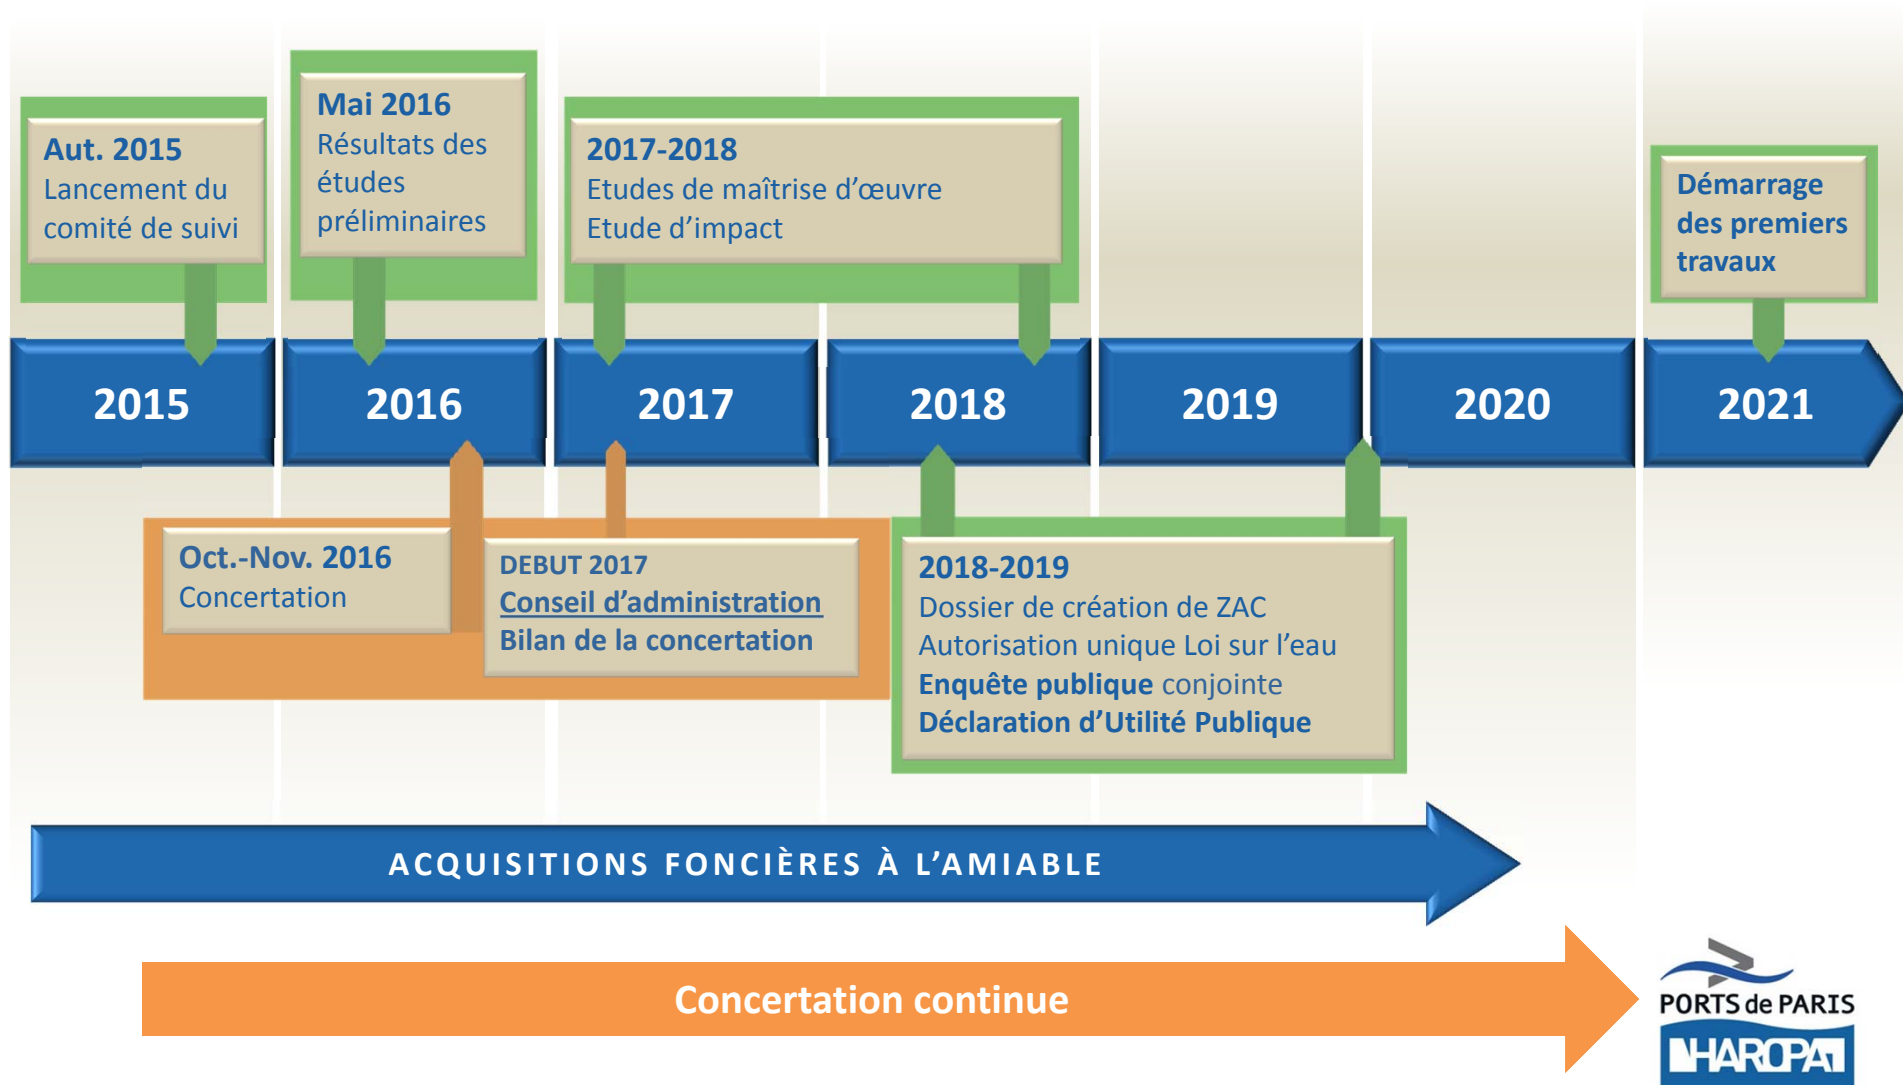 Aut. 2015
Lancement du
comité de suivi
Mai 2016
Résultats des
études
préliminaires
2017-2018
Etudes de maîtrise d’œuvre
Etude d’impact
Démarrage
des premiers
travaux
2015
2016
2017
2018
2019
2020
2021
Oct.-Nov. 2016
Concertation
DEBUT 2017
Conseil d’administration
Bilan de la concertation
2018-2019
Dossier de création de ZAC
Autorisation unique Loi sur l’eau
Enquête publique conjointe
Déclaration d’Utilité Publique
ACQUISITIONS FONCIÈRES À L’AMIABLE
Concertation continue
PORTS de PARIS
HAROPA